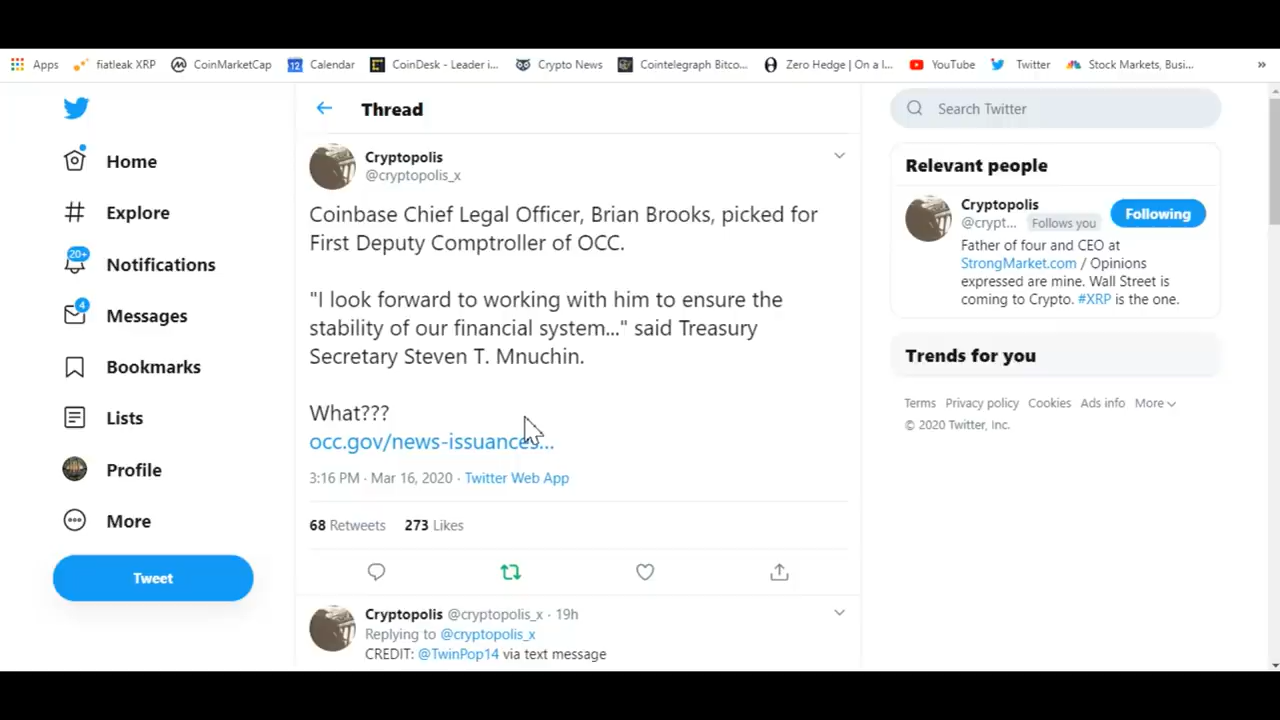 Apps fiatleak XRP CoinMarketCap 12 Calendar CoinDesk - Leader i... Crypto News Cointelegraph Bitco... Zero Hedge | On a l... YouTube Twitter Stock Markets, Busi... »
Thread
Search Twitter
Home
Explore
20+
Notifications
4
Messages
Bookmarks
Lists
Profile
More
Tweet
Cryptopolis
@cryptopolis_x
Coinbase Chief Legal Officer, Brian Brooks, picked for
First Deputy Comptroller of OCC.
"I look forward to working with him to ensure the
stability of our financial system..." said Treasury
Secretary Steven T. Mnuchin.
What???
occ.gov/news-issuances...
3:16 PM · Mar 16, 2020 · Twitter Web App
68 Retweets 273 Likes
Cryptopolis @cryptopolis_x · 19h
Replying to @cryptopolis_x
CREDIT: @TwinPop14 via text message
Relevant people
Cryptopolis
@crypt... Follows you
Following
Father of four and CEO at
StrongMarket.com / Opinions
expressed are mine. Wall Street is
coming to Crypto. #XRP is the one.
Trends for you
Terms Privacy policy Cookies Ads info More
© 2020 Twitter, Inc.